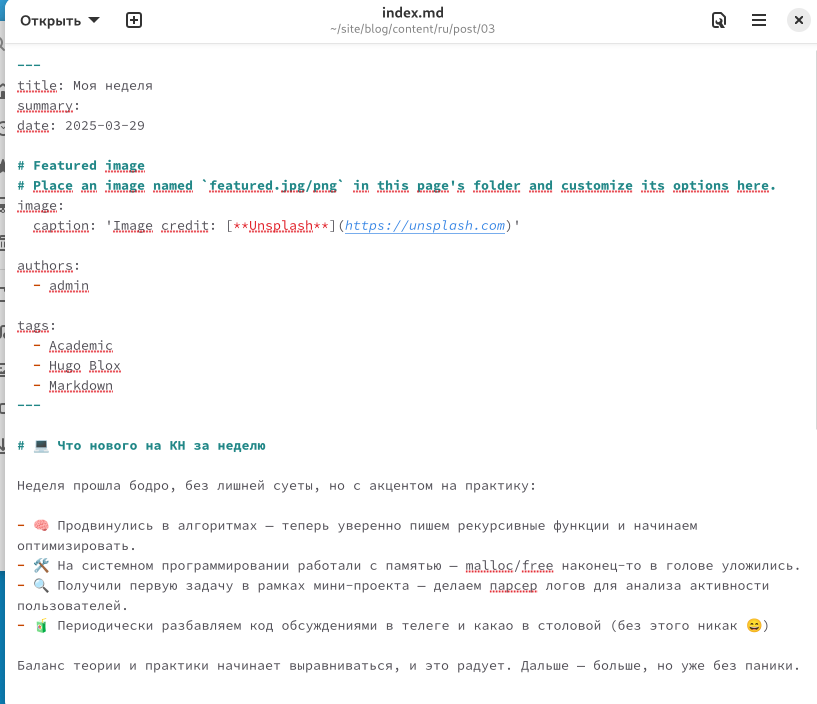 Открыть
index.md
~/site/blog/content/ru/post/03
---
title: Моя неделя
summary:
date: 2025-03-29
# Featured image
# Place an image named `featured.jpg/png` in this page's folder and customize its options here.
image:
  caption: 'Image credit: [**Unsplash**](https://unsplash.com)'
authors:
  - admin
tags:
  - Academic
  - Hugo Blox
  - Markdown
---
# 💻 Что нового на КН за неделю
Неделя прошла бодро, без лишней суеты, но с акцентом на практику:
- 🧠 Продвинулись в алгоритмах — теперь уверенно пишем рекурсивные функции и начинаем
оптимизировать.
- 🛠️ На системном программировании работали с памятью — malloc/free наконец-то в голове уложились.
- 🔍 Получили первую задачу в рамках мини-проекта — делаем парсер логов для анализа активности
пользователей.
- 🧃 Периодически разбавляем код обсуждениями в телеге и какао в столовой (без этого никак 😄)
Баланс теории и практики начинает выравниваться, и это радует. Дальше — больше, но уже без паники.